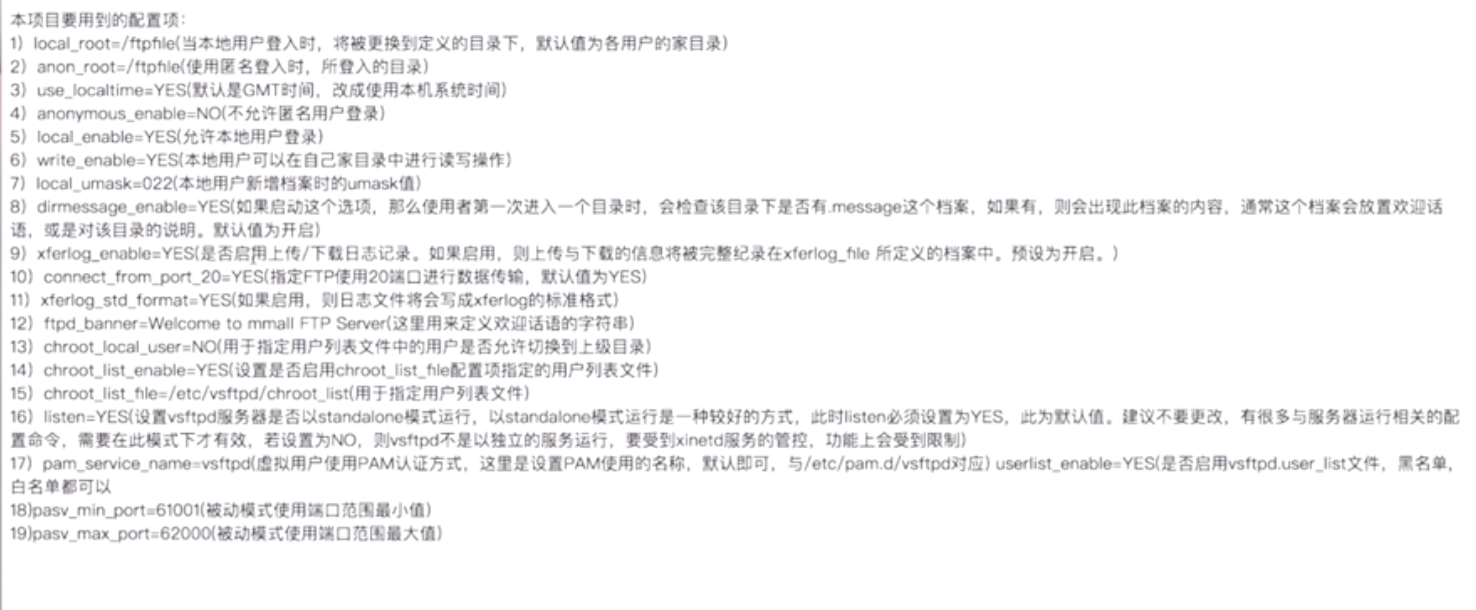 本项目要用到的配置项：
1）local_root=/ftpfile(当本地用户登入时，将被更换到定义的目录下，默认值为各用户的家目录)
2）anon_root=/ftpfile(使用匿名登入时，所登入的目录)
3）use_localtime=YES(默认是GMT时间，改成使用本机系统时间)
4）anonymous_enable=NO(不允许匿名用户登录)
5）local_enable=YES(允许本地用户登录)
6）write_enable=YES(本地用户可以在自己家目录中进行读写操作)
7）local_umask=022(本地用户新增档案时的umask值)
8）dirmessage_enable=YES(如果启动这个选项，那么使用者第一次进入一个目录时，会检查该目录下是否有.message这个档案，如果有，则会出现此档案的内容，通常这个档案会放置欢迎话
语，或是对该目录的说明。默认值为开启)
9）xferlog_enable=YES(是否启用上传/下载日志记录。如果启用，则上传与下载的信息将被完整纪录在xferlog_file 所定义的档案中。预设为开启。)
10）connect_from_port_20=YES(指定FTP使用20端口进行数据传输，默认值为YES)
11）xferlog_std_format=YES(如果启用，则日志文件将会写成xferlog的标准格式)
12）ftpd_banner=Welcome to mmall FTP Server(这里用来定义欢迎话语的字符串)
13）chroot_local_user=NO(用于指定用户列表文件中的用户是否允许切换到上级目录)
14）chroot_list_enable=YES(设置是否启用chroot_list_file配置项指定的用户列表文件)
15）chroot_list_file=/etc/vsftpd/chroot_list(用于指定用户列表文件)
16）listen=YES(设置vsftpd服务器是否以standalone模式运行，以standalone模式运行是一种较好的方式，此时listen必须设置为YES，此为默认值。建议不要更改，有很多与服务器运行相关的配
置命令，需要在此模式下才有效，若设置为NO，则vsftpd不是以独立的服务运行，要受到xinetd服务的管控，功能上会受到限制)
17）pam_service_name=vsftpd(虚拟用户使用PAM认证方式，这里是设置PAM使用的名称，默认即可，与/etc/pam.d/vsftpd对应) userlist_enable=YES(是否启用vsftpd.user_list文件，黑名单，
白名单都可以
18)pasv_min_port=61001(被动模式使用端口范围最小值)
19)pasv_max_port=62000(被动模式使用端口范围最大值)